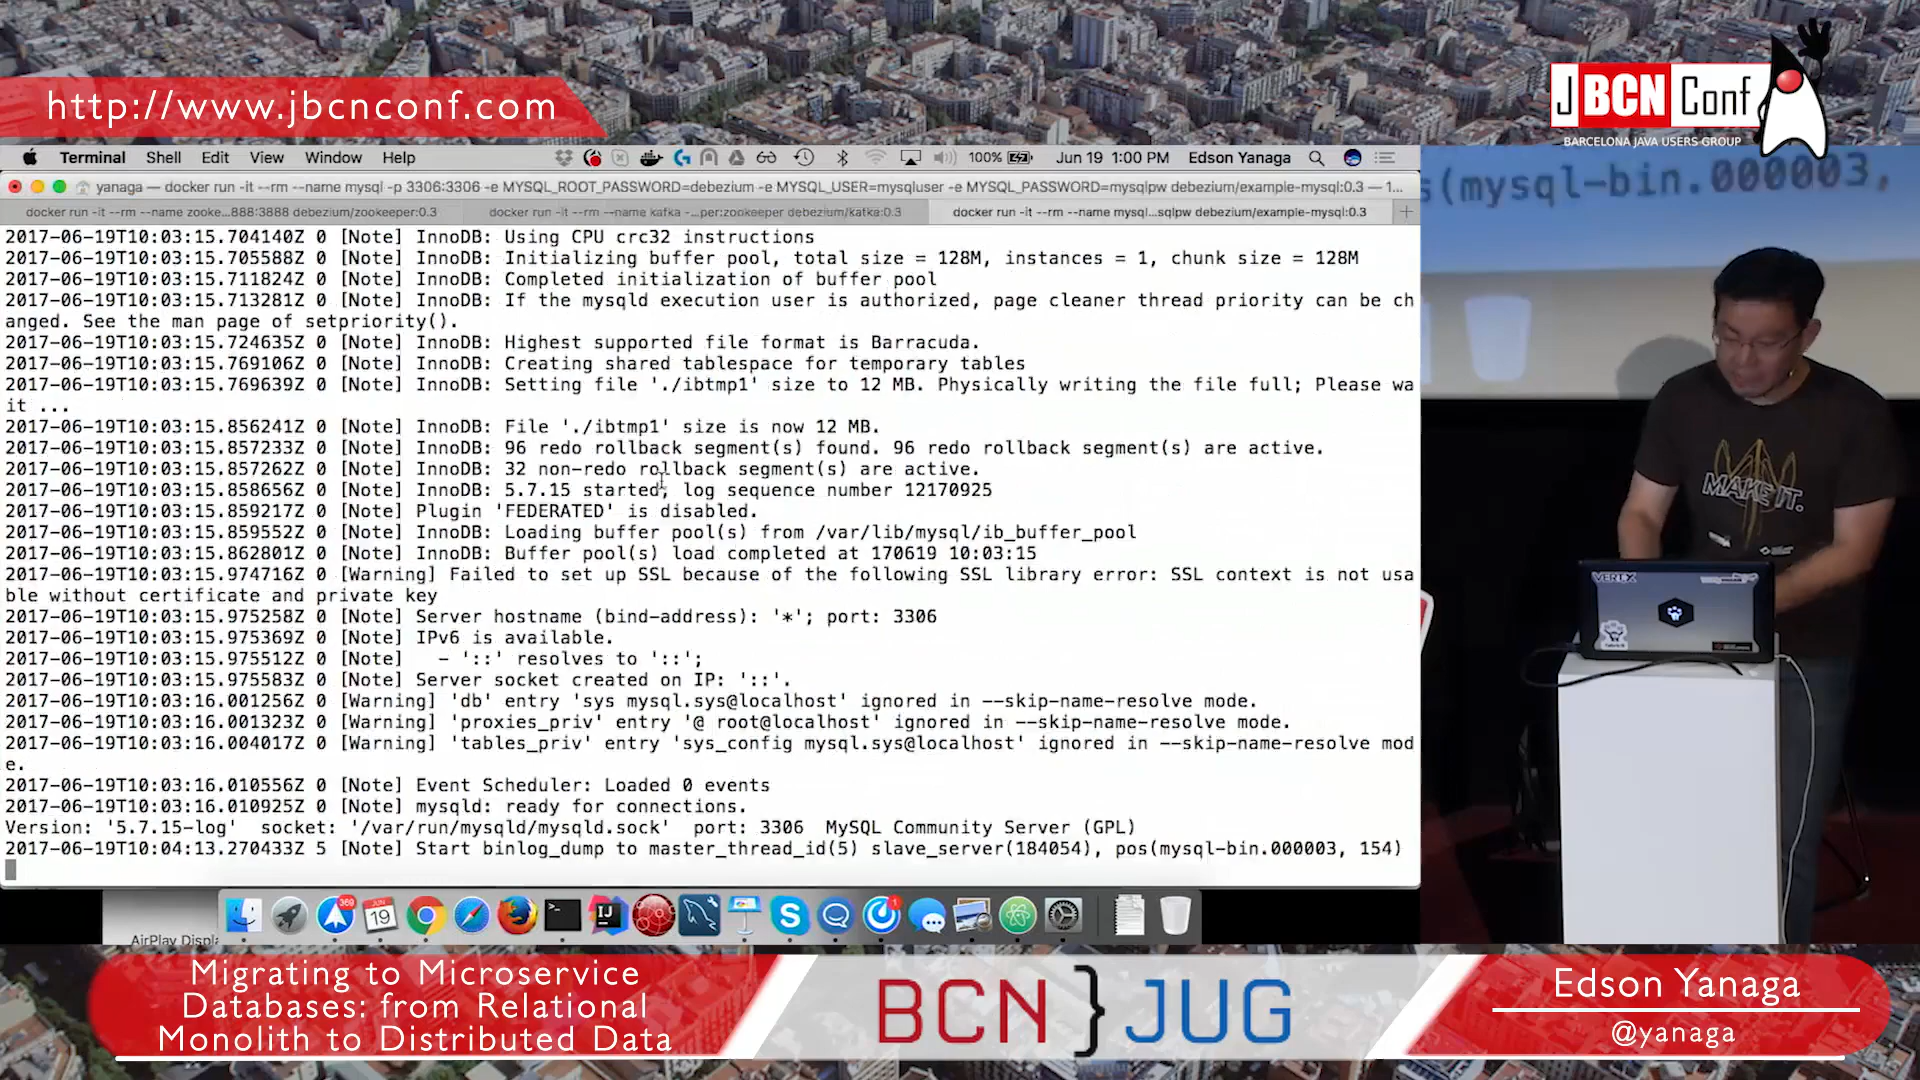 http://www.jbcnconf.com
JBCNConf
BARCELONA JAVA USERS GROUP
Terminal Shell Edit View Window Help 100% Jun 19 1:00 PM Edson Yanaga
yanaga — docker run -it --rm --name mysql -p 3306:3306 -e MYSQL_ROOT_PASSWORD=debezium -e MYSQL_USER=mysqluser -e MYSQL_PASSWORD=mysqlpw debezium/example-mysql:0.3 — 1...
docker run -it --rm --name zooke...888:3888 debezium/zookeeper:0.3
docker run -it --rm --name kafka -...per:zookeeper debezium/kafka:0.3
docker run -it --rm --name mysql...sqlpw debezium/example-mysql:0.3
2017-06-19T10:03:15.704140Z 0 [Note] InnoDB: Using CPU crc32 instructions
2017-06-19T10:03:15.705588Z 0 [Note] InnoDB: Initializing buffer pool, total size = 128M, instances = 1, chunk size = 128M
2017-06-19T10:03:15.711824Z 0 [Note] InnoDB: Completed initialization of buffer pool
2017-06-19T10:03:15.713281Z 0 [Note] InnoDB: If the mysqld execution user is authorized, page cleaner thread priority can be ch
anged. See the man page of setpriority().
2017-06-19T10:03:15.724635Z 0 [Note] InnoDB: Highest supported file format is Barracuda.
2017-06-19T10:03:15.769106Z 0 [Note] InnoDB: Creating shared tablespace for temporary tables
2017-06-19T10:03:15.769639Z 0 [Note] InnoDB: Setting file './ibtmp1' size to 12 MB. Physically writing the file full; Please wa
it ...
2017-06-19T10:03:15.856241Z 0 [Note] InnoDB: File './ibtmp1' size is now 12 MB.
2017-06-19T10:03:15.857233Z 0 [Note] InnoDB: 96 redo rollback segment(s) found. 96 redo rollback segment(s) are active.
2017-06-19T10:03:15.857262Z 0 [Note] InnoDB: 32 non-redo rollback segment(s) are active.
2017-06-19T10:03:15.858656Z 0 [Note] InnoDB: 5.7.15 started; log sequence number 12170925
2017-06-19T10:03:15.859217Z 0 [Note] Plugin 'FEDERATED' is disabled.
2017-06-19T10:03:15.859552Z 0 [Note] InnoDB: Loading buffer pool(s) from /var/lib/mysql/ib_buffer_pool
2017-06-19T10:03:15.862801Z 0 [Note] InnoDB: Buffer pool(s) load completed at 170619 10:03:15
2017-06-19T10:03:15.974716Z 0 [Warning] Failed to set up SSL because of the following SSL library error: SSL context is not usa
ble without certificate and private key
2017-06-19T10:03:15.975258Z 0 [Note] Server hostname (bind-address): '*'; port: 3306
2017-06-19T10:03:15.975369Z 0 [Note] IPv6 is available.
2017-06-19T10:03:15.975512Z 0 [Note]   - '::' resolves to '::';
2017-06-19T10:03:15.975583Z 0 [Note] Server socket created on IP: '::'.
2017-06-19T10:03:16.001256Z 0 [Warning] 'db' entry 'sys mysql.sys@localhost' ignored in --skip-name-resolve mode.
2017-06-19T10:03:16.001323Z 0 [Warning] 'proxies_priv' entry '@ root@localhost' ignored in --skip-name-resolve mode.
2017-06-19T10:03:16.004017Z 0 [Warning] 'tables_priv' entry 'sys_config mysql.sys@localhost' ignored in --skip-name-resolve mod
e.
2017-06-19T10:03:16.010556Z 0 [Note] Event Scheduler: Loaded 0 events
2017-06-19T10:03:16.010925Z 0 [Note] mysqld: ready for connections.
Version: '5.7.15-log'  socket: '/var/run/mysqld/mysqld.sock'  port: 3306  MySQL Community Server (GPL)
2017-06-19T10:04:13.270433Z 5 [Note] Start binlog_dump to master_thread_id(5) slave_server(184054), pos(mysql-bin.000003, 154)
s(mysql-bin.000003,
MAKE IT.
VERT.X
369
JUN
19
IJ
1
AirPlay Displa
Migrating to Microservice
Databases: from Relational
Monolith to Distributed Data
BCN } JUG
Edson Yanaga
@yanaga